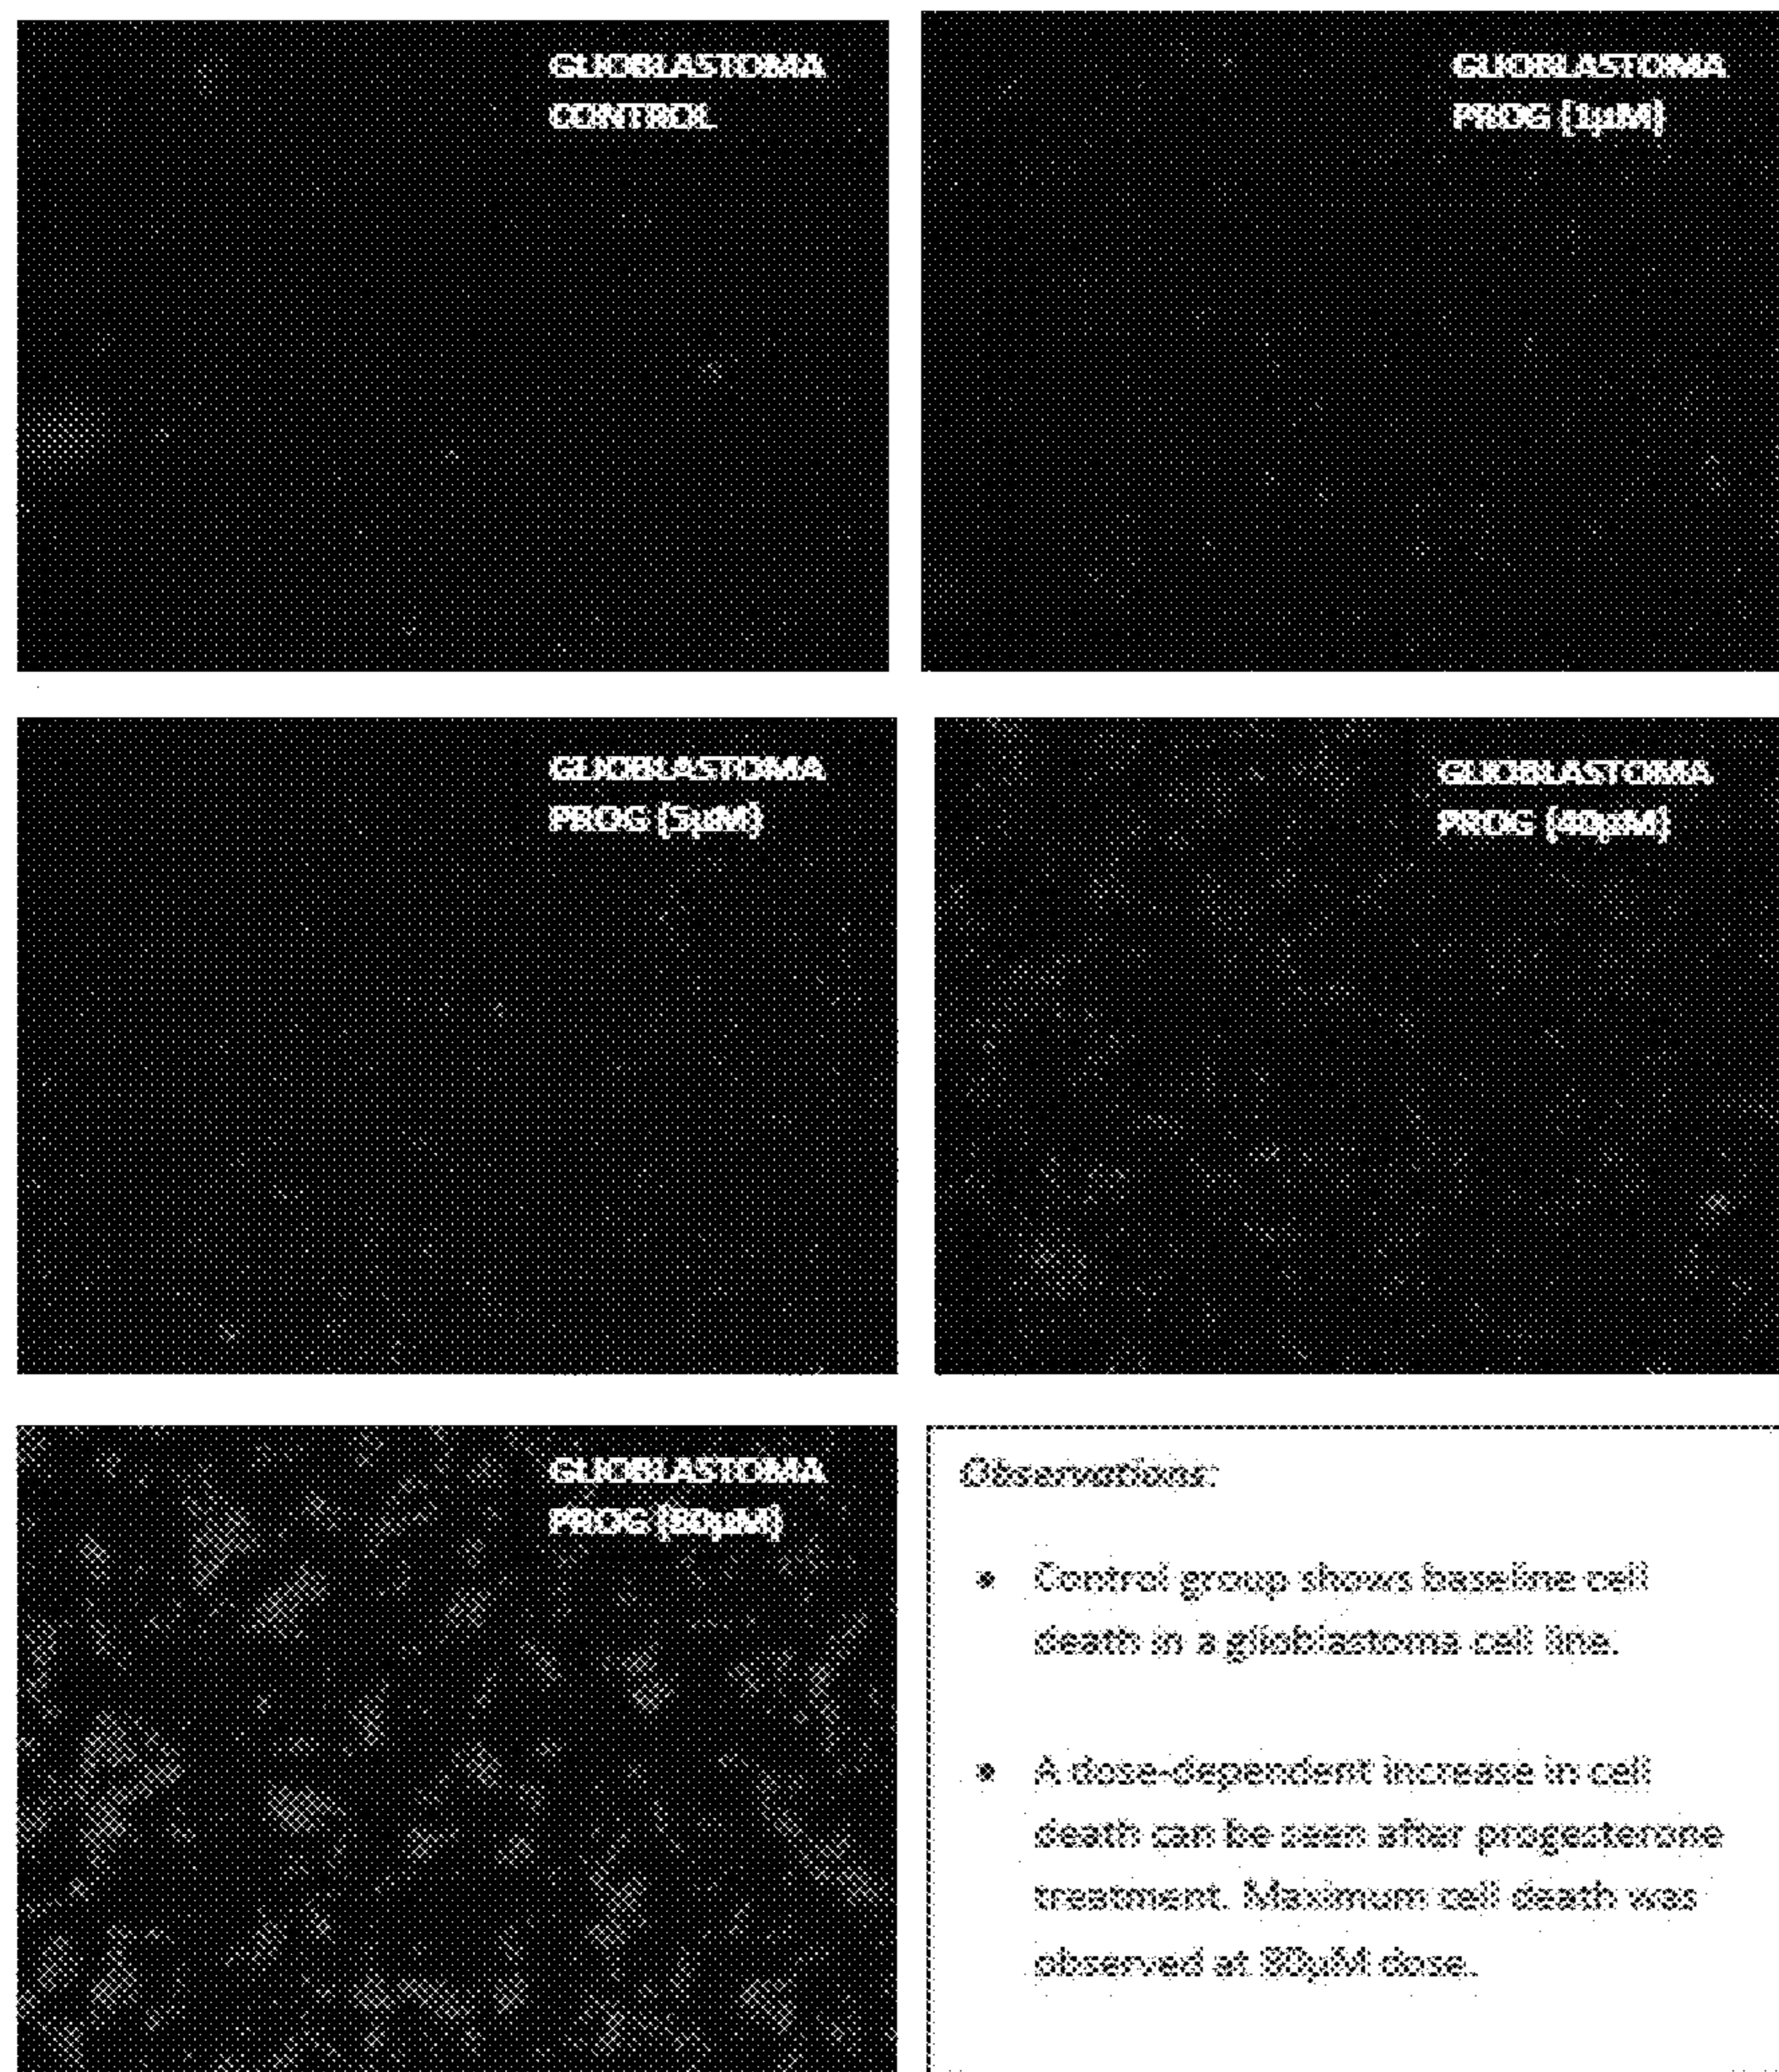 GLIOBLASTOMA
CONTROL
GLIOBLASTOMA
PROG (1µM)
GLIOBLASTOMA
PROG (5µM)
GLIOBLASTOMA
PROG (40µM)
GLIOBLASTOMA
PROG (80µM)
Observations:
• Control group shows baseline cell
death in a glioblastoma cell line.
• A dose-dependent increase in cell
death can be seen after progesterone
treatment. Maximum cell death was
observed at 80µM dose.